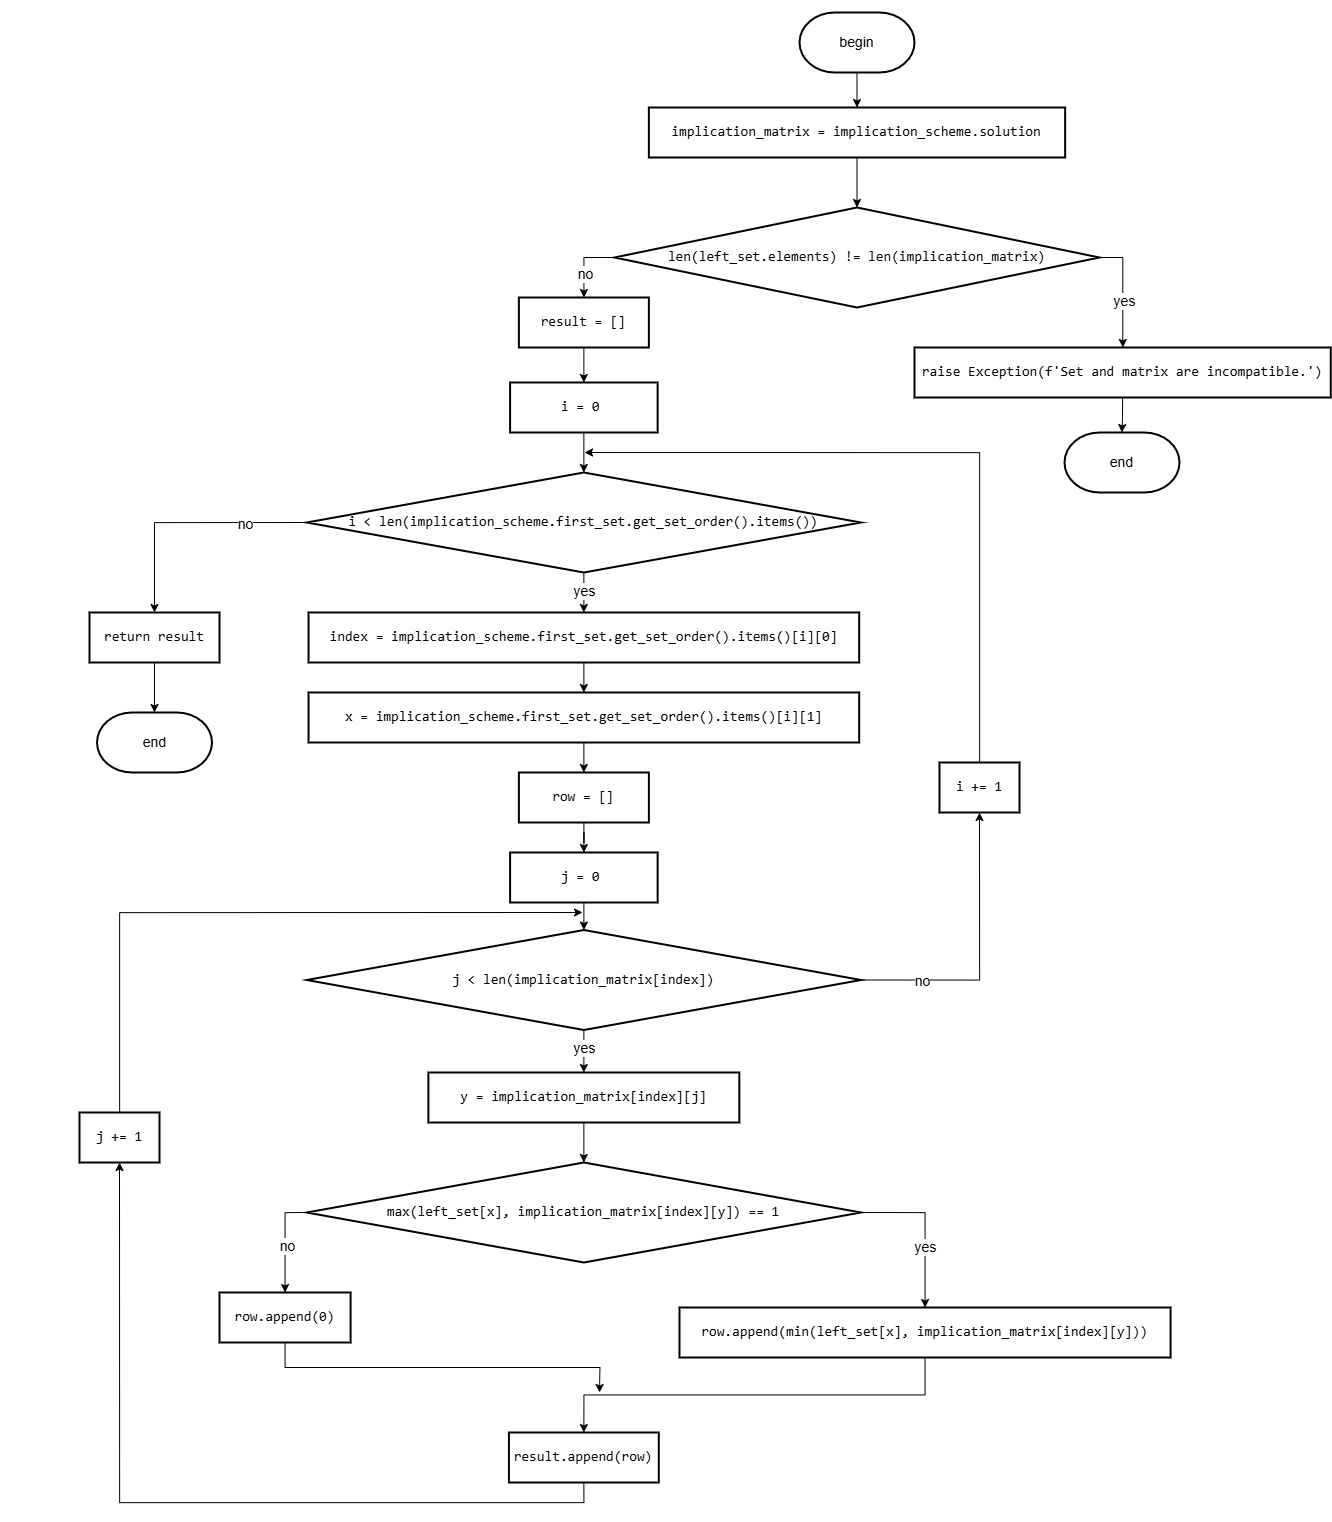 begin
implication_matrix = implication_scheme.solution
len(left_set.elements) != len(implication_matrix)
no
yes
result = []
raise Exception(f'Set and matrix are incompatible.')
i = 0
end
i < len(implication_scheme.first_set.get_set_order().items())
no
yes
return result
index = implication_scheme.first_set.get_set_order().items()[i][0]
x = implication_scheme.first_set.get_set_order().items()[i][1]
end
row = []
i += 1
j = 0
j < len(implication_matrix[index])
no
yes
y = implication_matrix[index][j]
j += 1
max(left_set[x], implication_matrix[index][y]) == 1
no
yes
row.append(0)
row.append(min(left_set[x], implication_matrix[index][y]))
result.append(row)